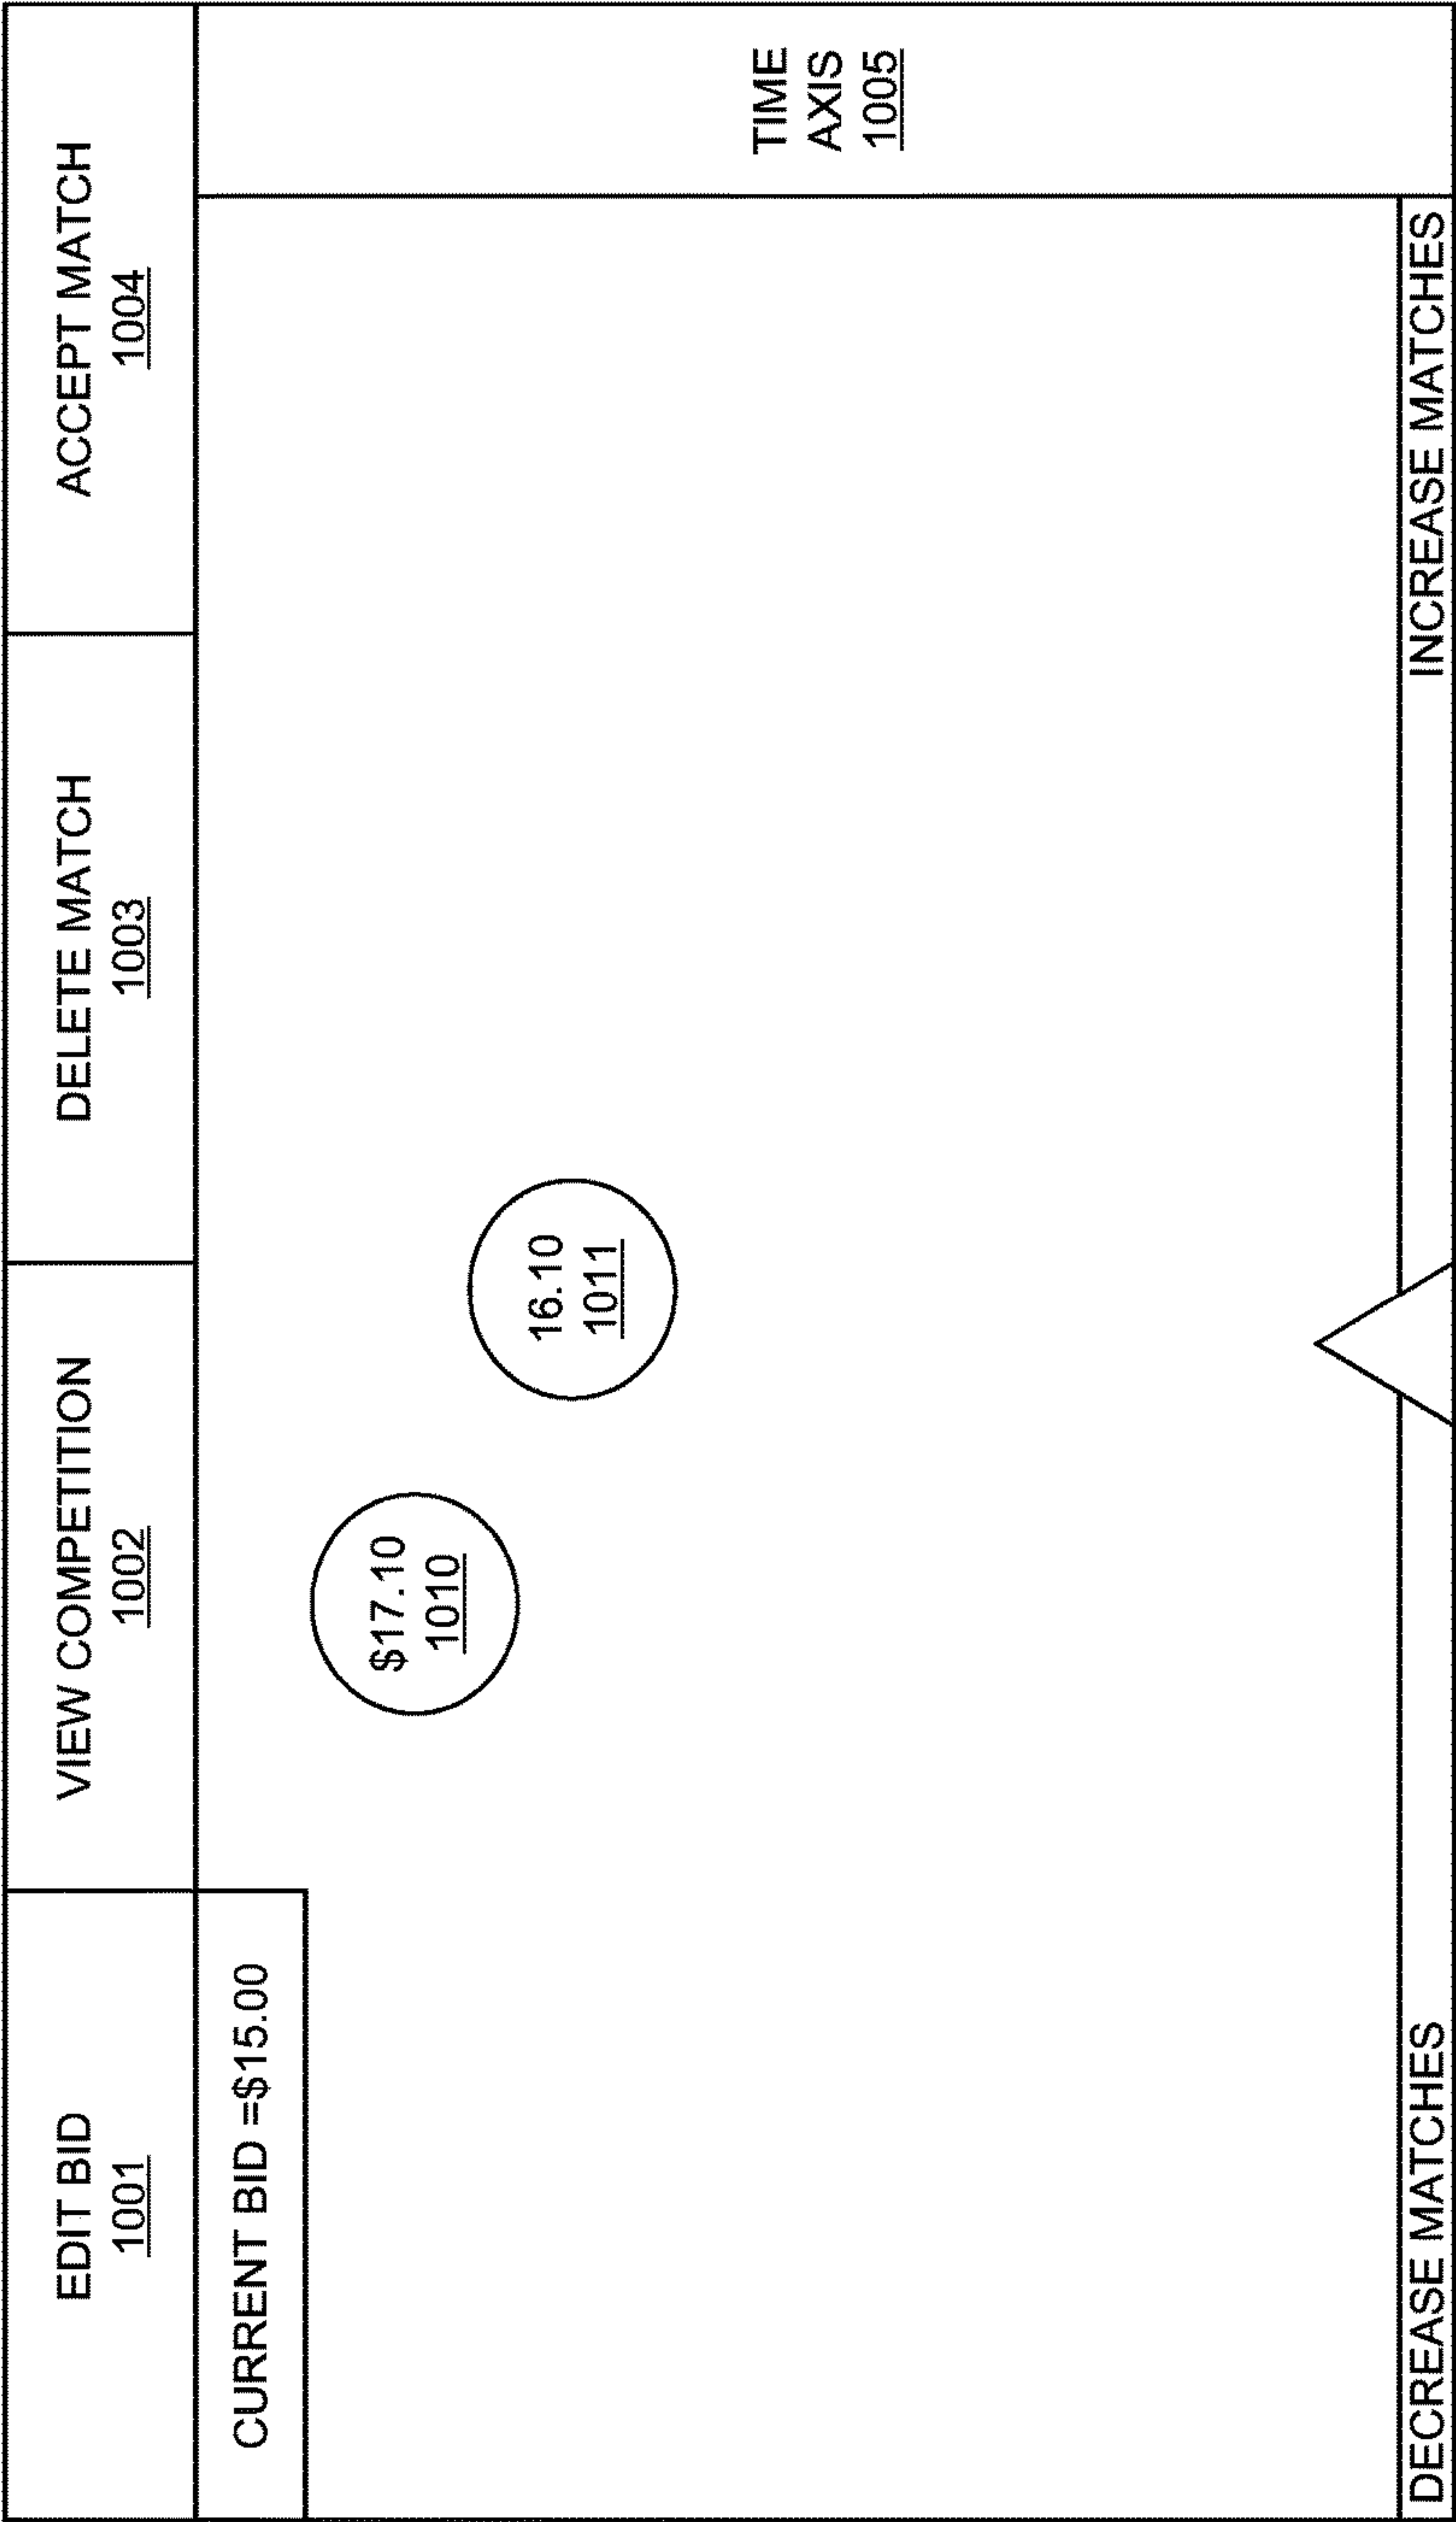 EDIT BID
1001
VIEW COMPETITION
1002
DELETE MATCH
1003
ACCEPT MATCH
1004
CURRENT BID =$15.00
$17.10
1010
16.10
1011
TIME
AXIS
1005
DECREASE MATCHES
INCREASE MATCHES